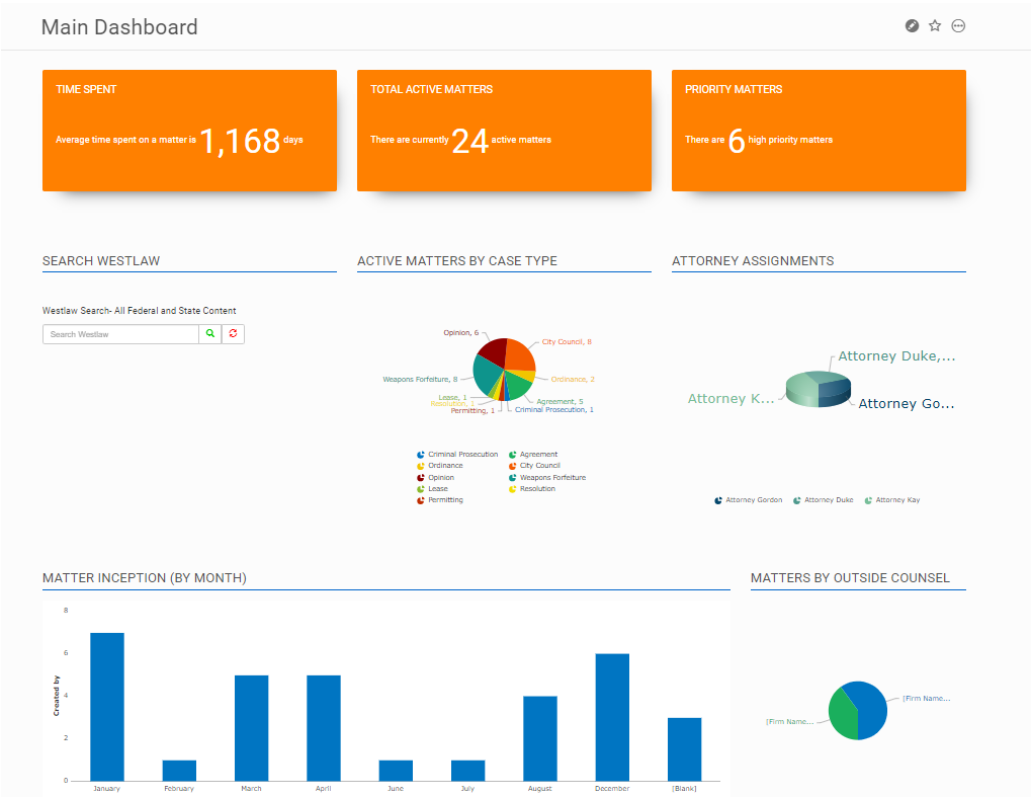 Main Dashboard
TIME SPENT
Average time spent on a matter is 1,168 days
TOTAL ACTIVE MATTERS
There are currently 24 active matters
PRIORITY MATTERS
There are 6 high priority matters
SEARCH WESTLAW
Westlaw Search- All Federal and State Content
Search Westlaw
ACTIVE MATTERS BY CASE TYPE
Opinion, 6
City Council, 8
Weapons Forfeiture, 8
Ordinance, 2
Lease, 1
Agreement, 5
Resolution, 1
Permitting, 1
Criminal Prosecution, 1
Criminal Prosecution
Agreement
Ordinance
City Council
Opinion
Weapons Forfeiture
Lease
Resolution
Permitting
ATTORNEY ASSIGNMENTS
Attorney Duke,...
Attorney K...
Attorney Go...
Attorney Gordon
Attorney Duke
Attorney Kay
MATTER INCEPTION (BY MONTH)
Created by
8
6
4
2
0
January
February
March
April
June
July
August
December
[Blank]
MATTERS BY OUTSIDE COUNSEL
[Firm Name...
[Firm Name...